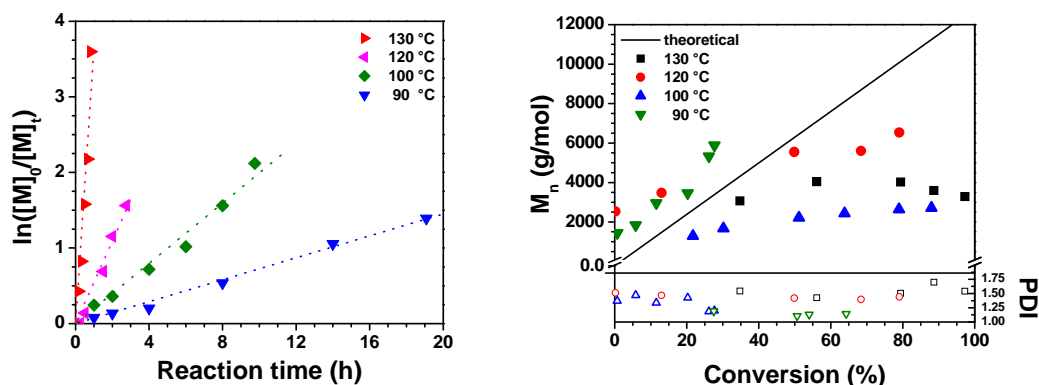 5
4
3
2
1
0
ln([M]₀/[M]ₜ)
130 °C
120 °C
100 °C
90 °C
0 4 8 12 16 20
Reaction time (h)
12000
10000
8000
6000
4000
2000
0.0
Mₙ (g/mol)
theoretical
130 °C
120 °C
100 °C
90 °C
1.75
1.50
1.25
1.00
PDI
0 20 40 60 80 100
Conversion (%)